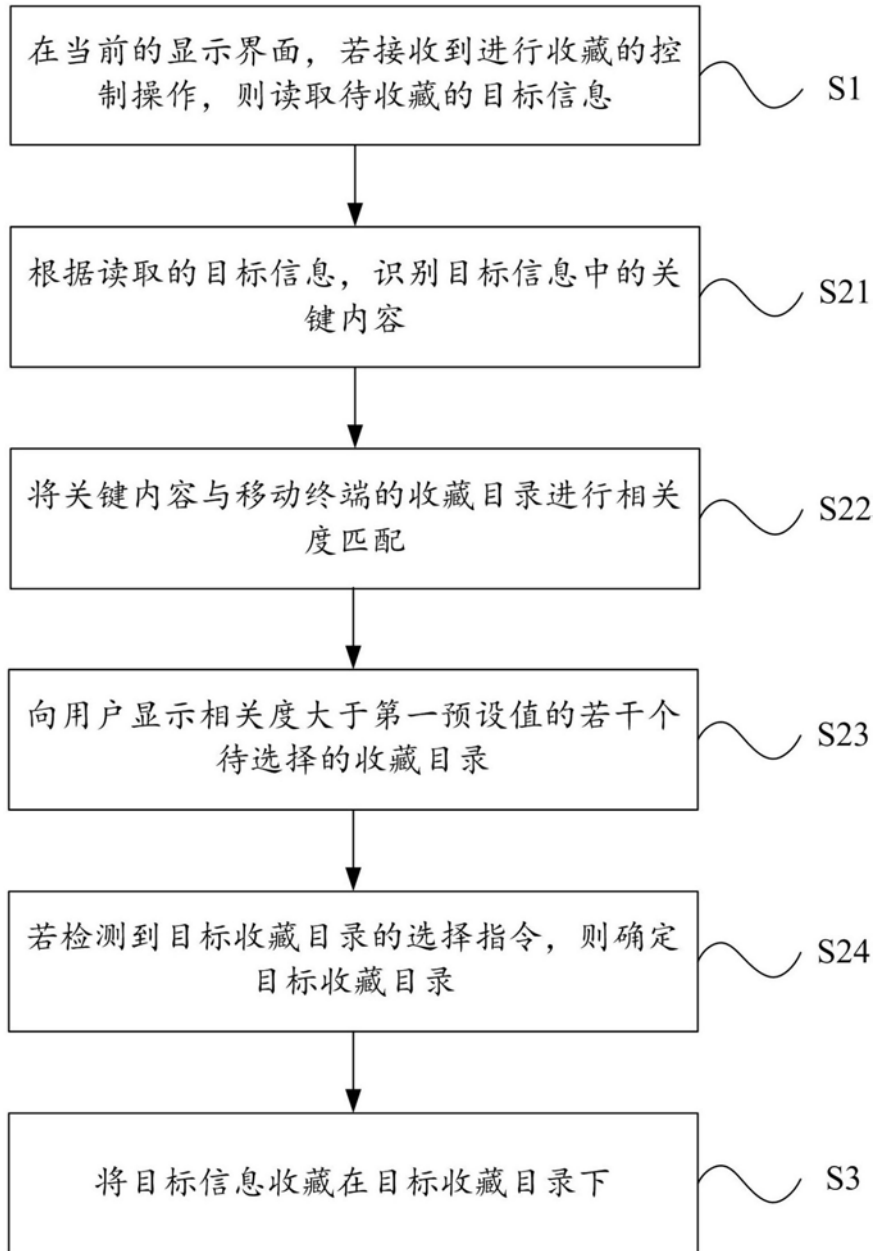 在当前的显示界面，若接收到进行收藏的控
制操作，则读取待收藏的目标信息
S1
根据读取的目标信息，识别目标信息中的关
键内容
S21
将关键内容与移动终端的收藏目录进行相关
度匹配
S22
向用户显示相关度大于第一预设值的若干个
待选择的收藏目录
S23
若检测到目标收藏目录的选择指令，则确定
目标收藏目录
S24
将目标信息收藏在目标收藏目录下
S3